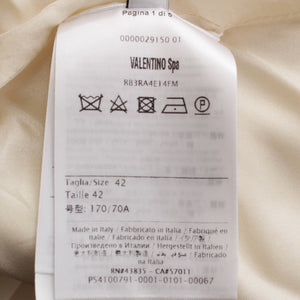 Pagina 1 di 6
0000029150 01
VALENTINO Spa
RB3RA4E14FM
P
Taglia/Size 42
Taille 42
号型: 170/70A
Made in Italy / Fabbricato in Italia / Fabriqué en
Italie / Fabricado en Italia / Hergestellt in Italien /
Произведено в Италии /
Fabricado na Italia
RN#43835 - CA#57011
PS4100791-0001-0101-00067